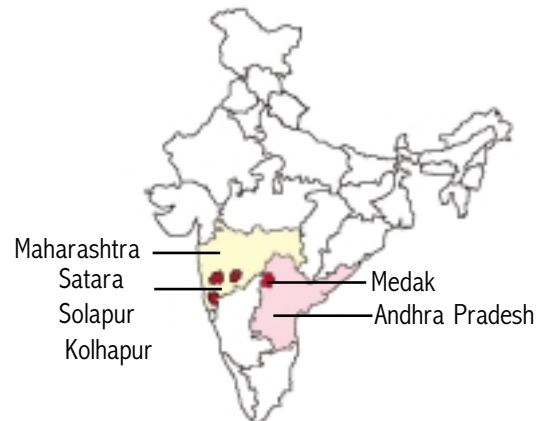 Maharashtra
Satara
Solapur
Kolhapur
Medak
Andhra Pradesh